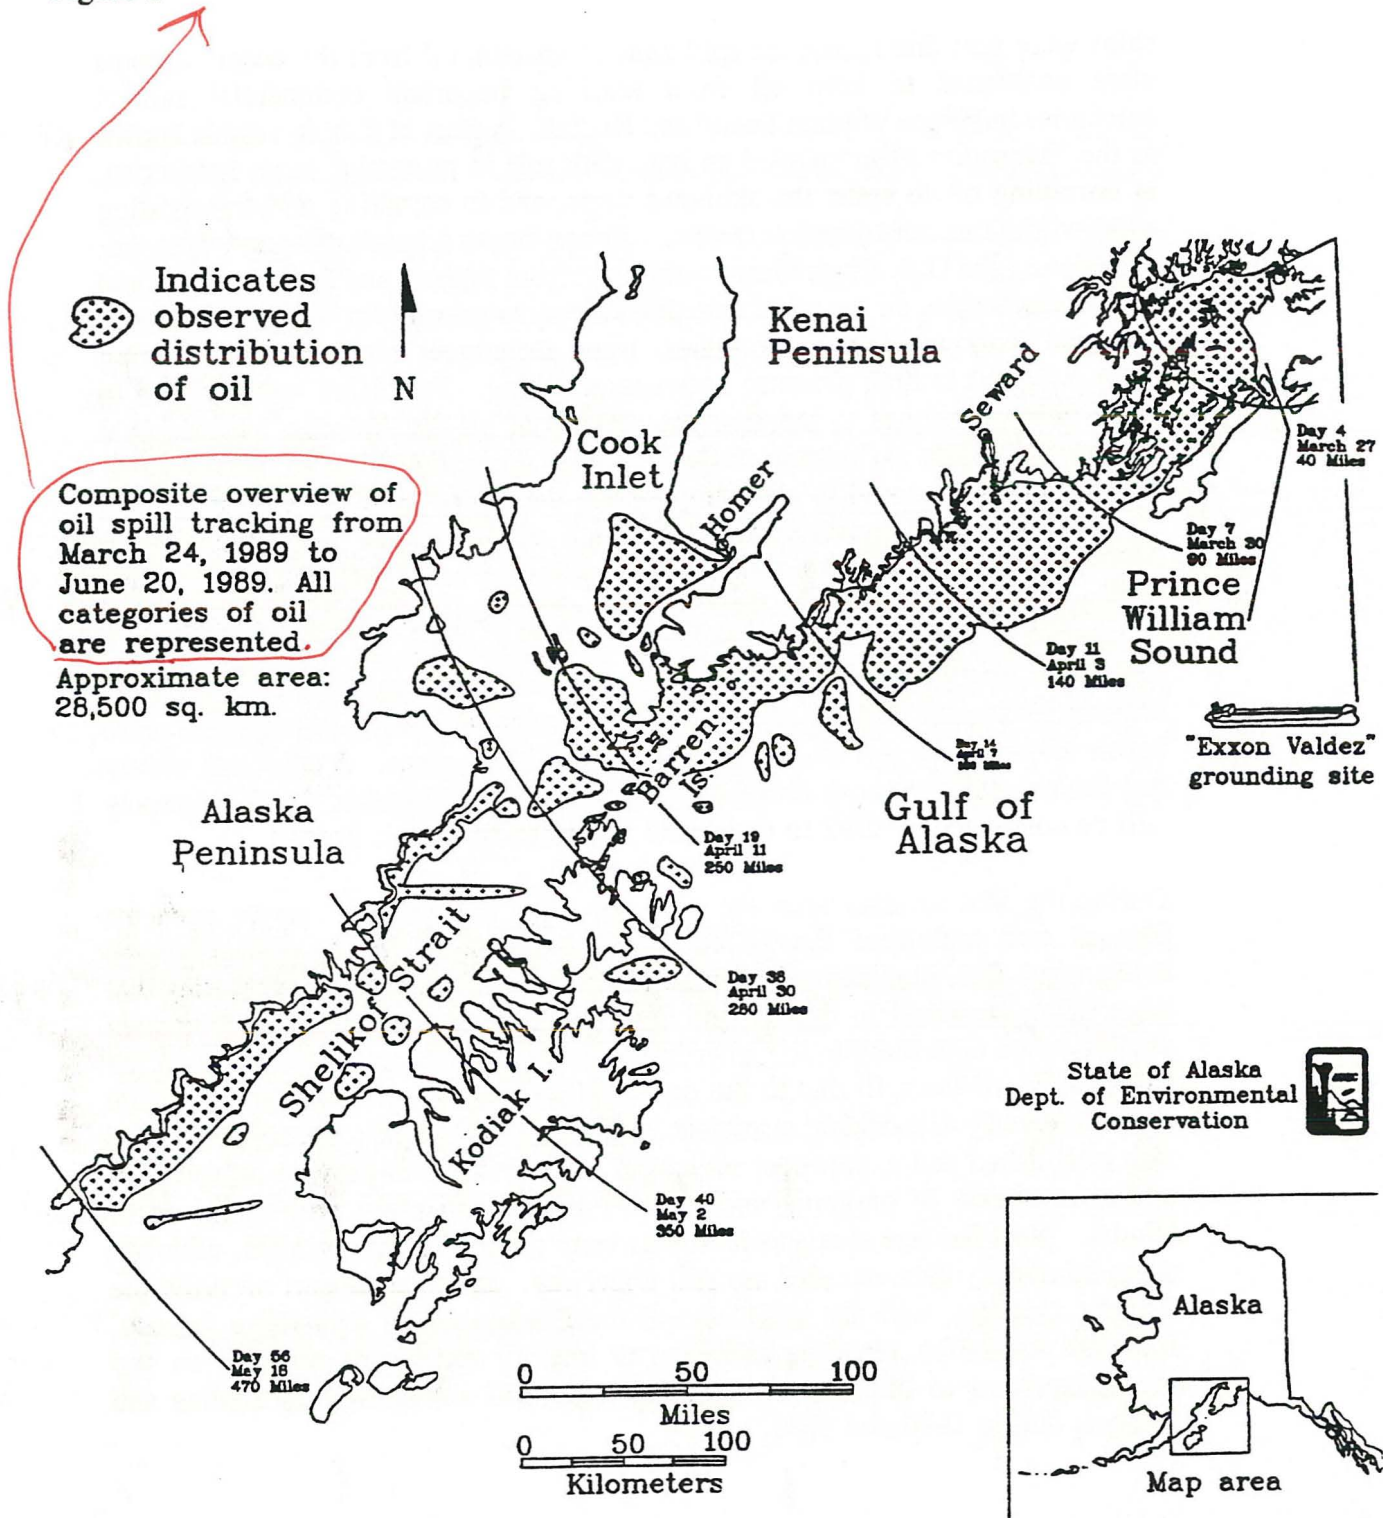 Indicates
observed
distribution
of oil
N
Composite overview of
oil spill tracking from
March 24, 1989 to
June 20, 1989. All
categories of oil
are represented.
Approximate area:
28,500 sq. km.
Kenai
Peninsula
Cook
Inlet
Homer
Seward
Day 4
March 27
40 Miles
Day 7
March 30
90 Miles
Prince
William
Sound
Day 11
April 3
140 Miles
"Exxon Valdez"
grounding site
Day 14
April 7
Miles
Barren
Is.
Gulf of
Alaska
Alaska
Peninsula
Day 19
April 11
250 Miles
Shelikof Strait
Day 38
April 30
280 Miles
Kodiak I.
State of Alaska
Dept. of Environmental
Conservation
Day 40
May 2
350 Miles
Day 56
May 18
470 Miles
0 50 100
Miles
0 50 100
Kilometers
Alaska
Map area